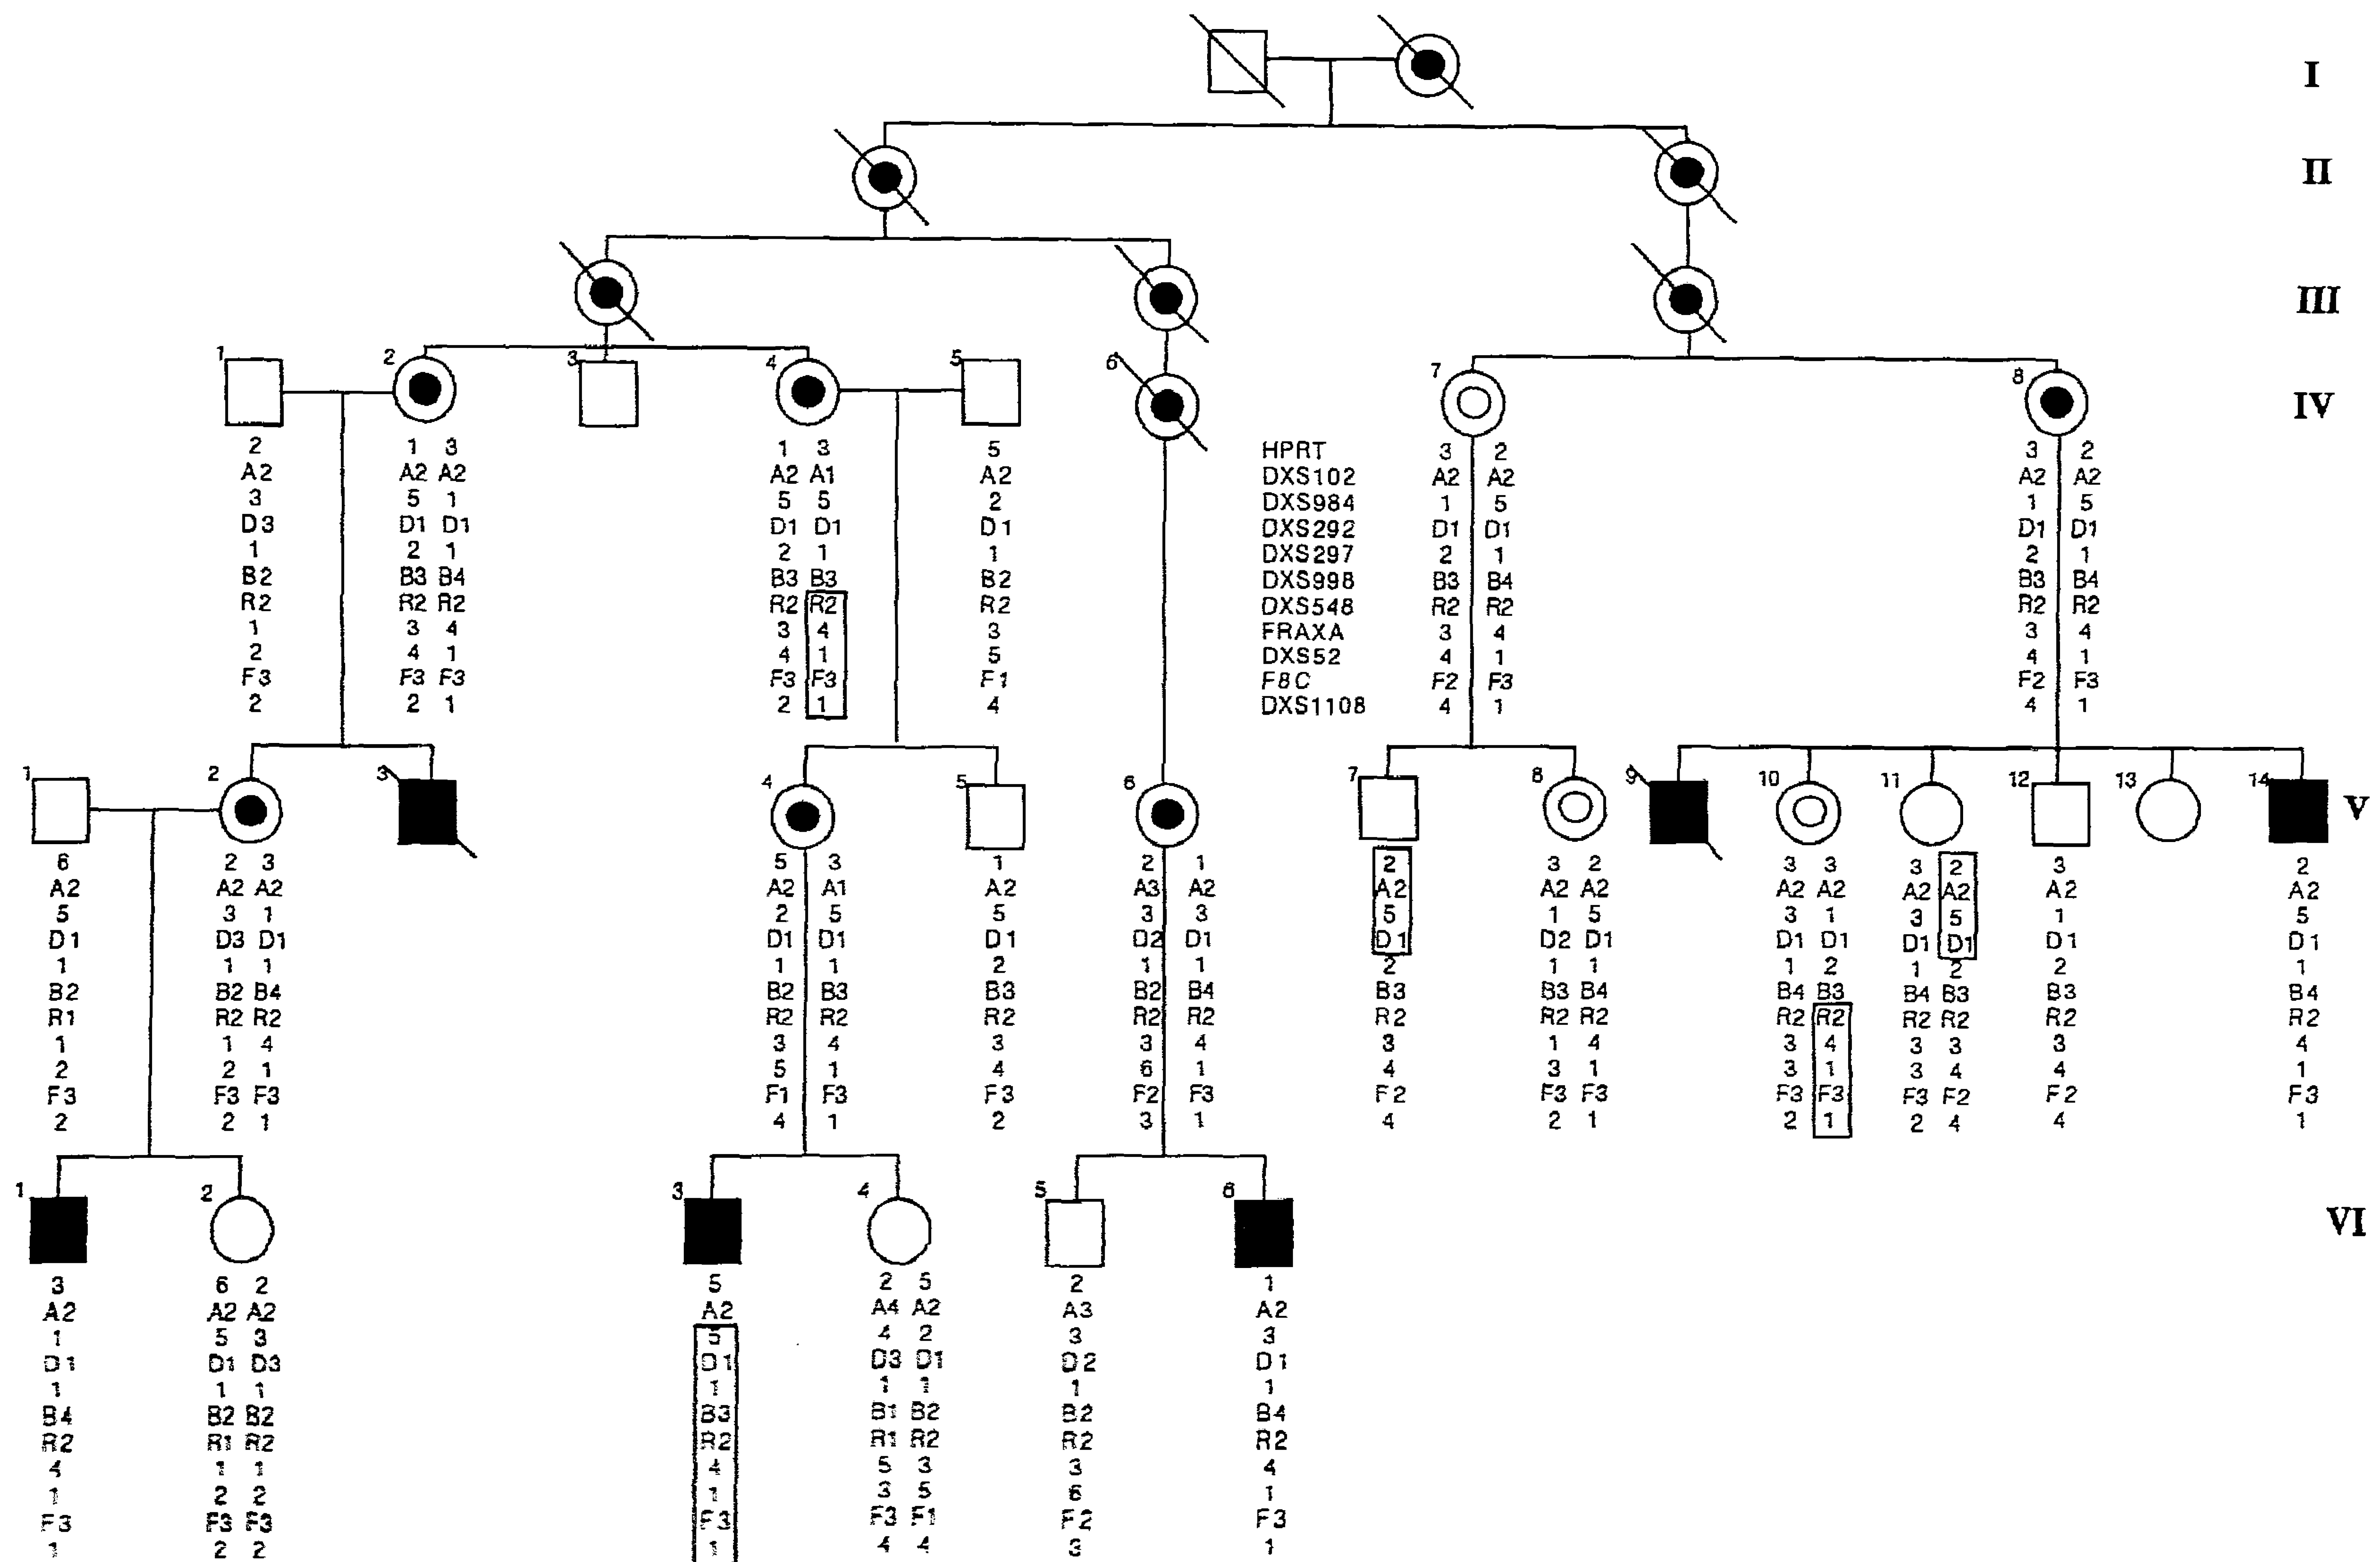 I
II
III
1 2 3 4 5 6 7 8 IV
2 1 3 1 3 5 HPRT 3 2 3 2
A2 A2 A2 A2 A1 A2 DXS102 A2 A2 A2 A2
3 5 1 5 5 2 DXS984 1 5 1 5
D3 D1 D1 D1 D1 D1 DXS292 D1 D1 D1 D1
1 2 1 2 1 1 DXS297 2 1 2 1
B2 B3 B4 B3 B3 B2 DXS998 B3 B4 B3 B4
R2 R2 R2 R2 R2 R2 DXS548 R2 R2 R2 R2
1 3 4 3 4 3 FRAXA 3 4 3 4
2 4 1 4 1 5 DXS52 4 1 4 1
F3 F3 F3 F3 F3 F1 F8C F2 F3 F2 F3
2 2 1 2 1 4 DXS1108 4 1 4 1
1 2 3 4 5 6 7 8 9 10 11 12 13 14 V
6 2 3 5 3 1 2 1 2 3 2 3 3 3 2 3 2
A2 A2 A2 A2 A1 A2 A3 A2 A2 A2 A2 A2 A2 A2 A2 A2 A2
5 3 1 2 5 5 3 3 5 1 5 3 1 3 5 1 5
D1 D3 D1 D1 D1 D1 D2 D1 D1 D2 D1 D1 D1 D1 D1 D1 D1
1 1 1 1 1 2 1 1 2 1 1 1 2 1 2 2 1
B2 B2 B4 B2 B3 B3 B2 B4 B3 B3 B4 B4 B3 B4 B3 B3 B4
R1 R2 R2 R2 R2 R2 R2 R2 R2 R2 R2 R2 R2 R2 R2 R2 R2
1 1 4 3 4 3 3 4 3 1 4 3 4 3 3 3 4
2 2 1 5 1 4 6 1 4 3 1 3 1 3 4 4 1
F3 F3 F3 F1 F3 F3 F2 F3 F2 F3 F3 F3 F3 F3 F2 F2 F3
2 2 1 4 1 2 3 1 4 2 1 2 1 2 4 4 1
1 2 3 4 5 6 VI
3 6 2 5 2 5 2 1
A2 A2 A2 A2 A4 A2 A3 A2
1 5 3 5 4 2 3 3
D1 D1 D3 D1 D3 D1 D2 D1
1 1 1 1 1 1 1 1
B4 B2 B2 B3 B1 B2 B2 B4
R2 R1 R2 R2 R1 R2 R2 R2
4 1 1 4 5 3 3 4
1 2 2 1 3 5 6 1
F3 F3 F3 F3 F3 F1 F2 F3
1 2 2 1 4 4 3 1